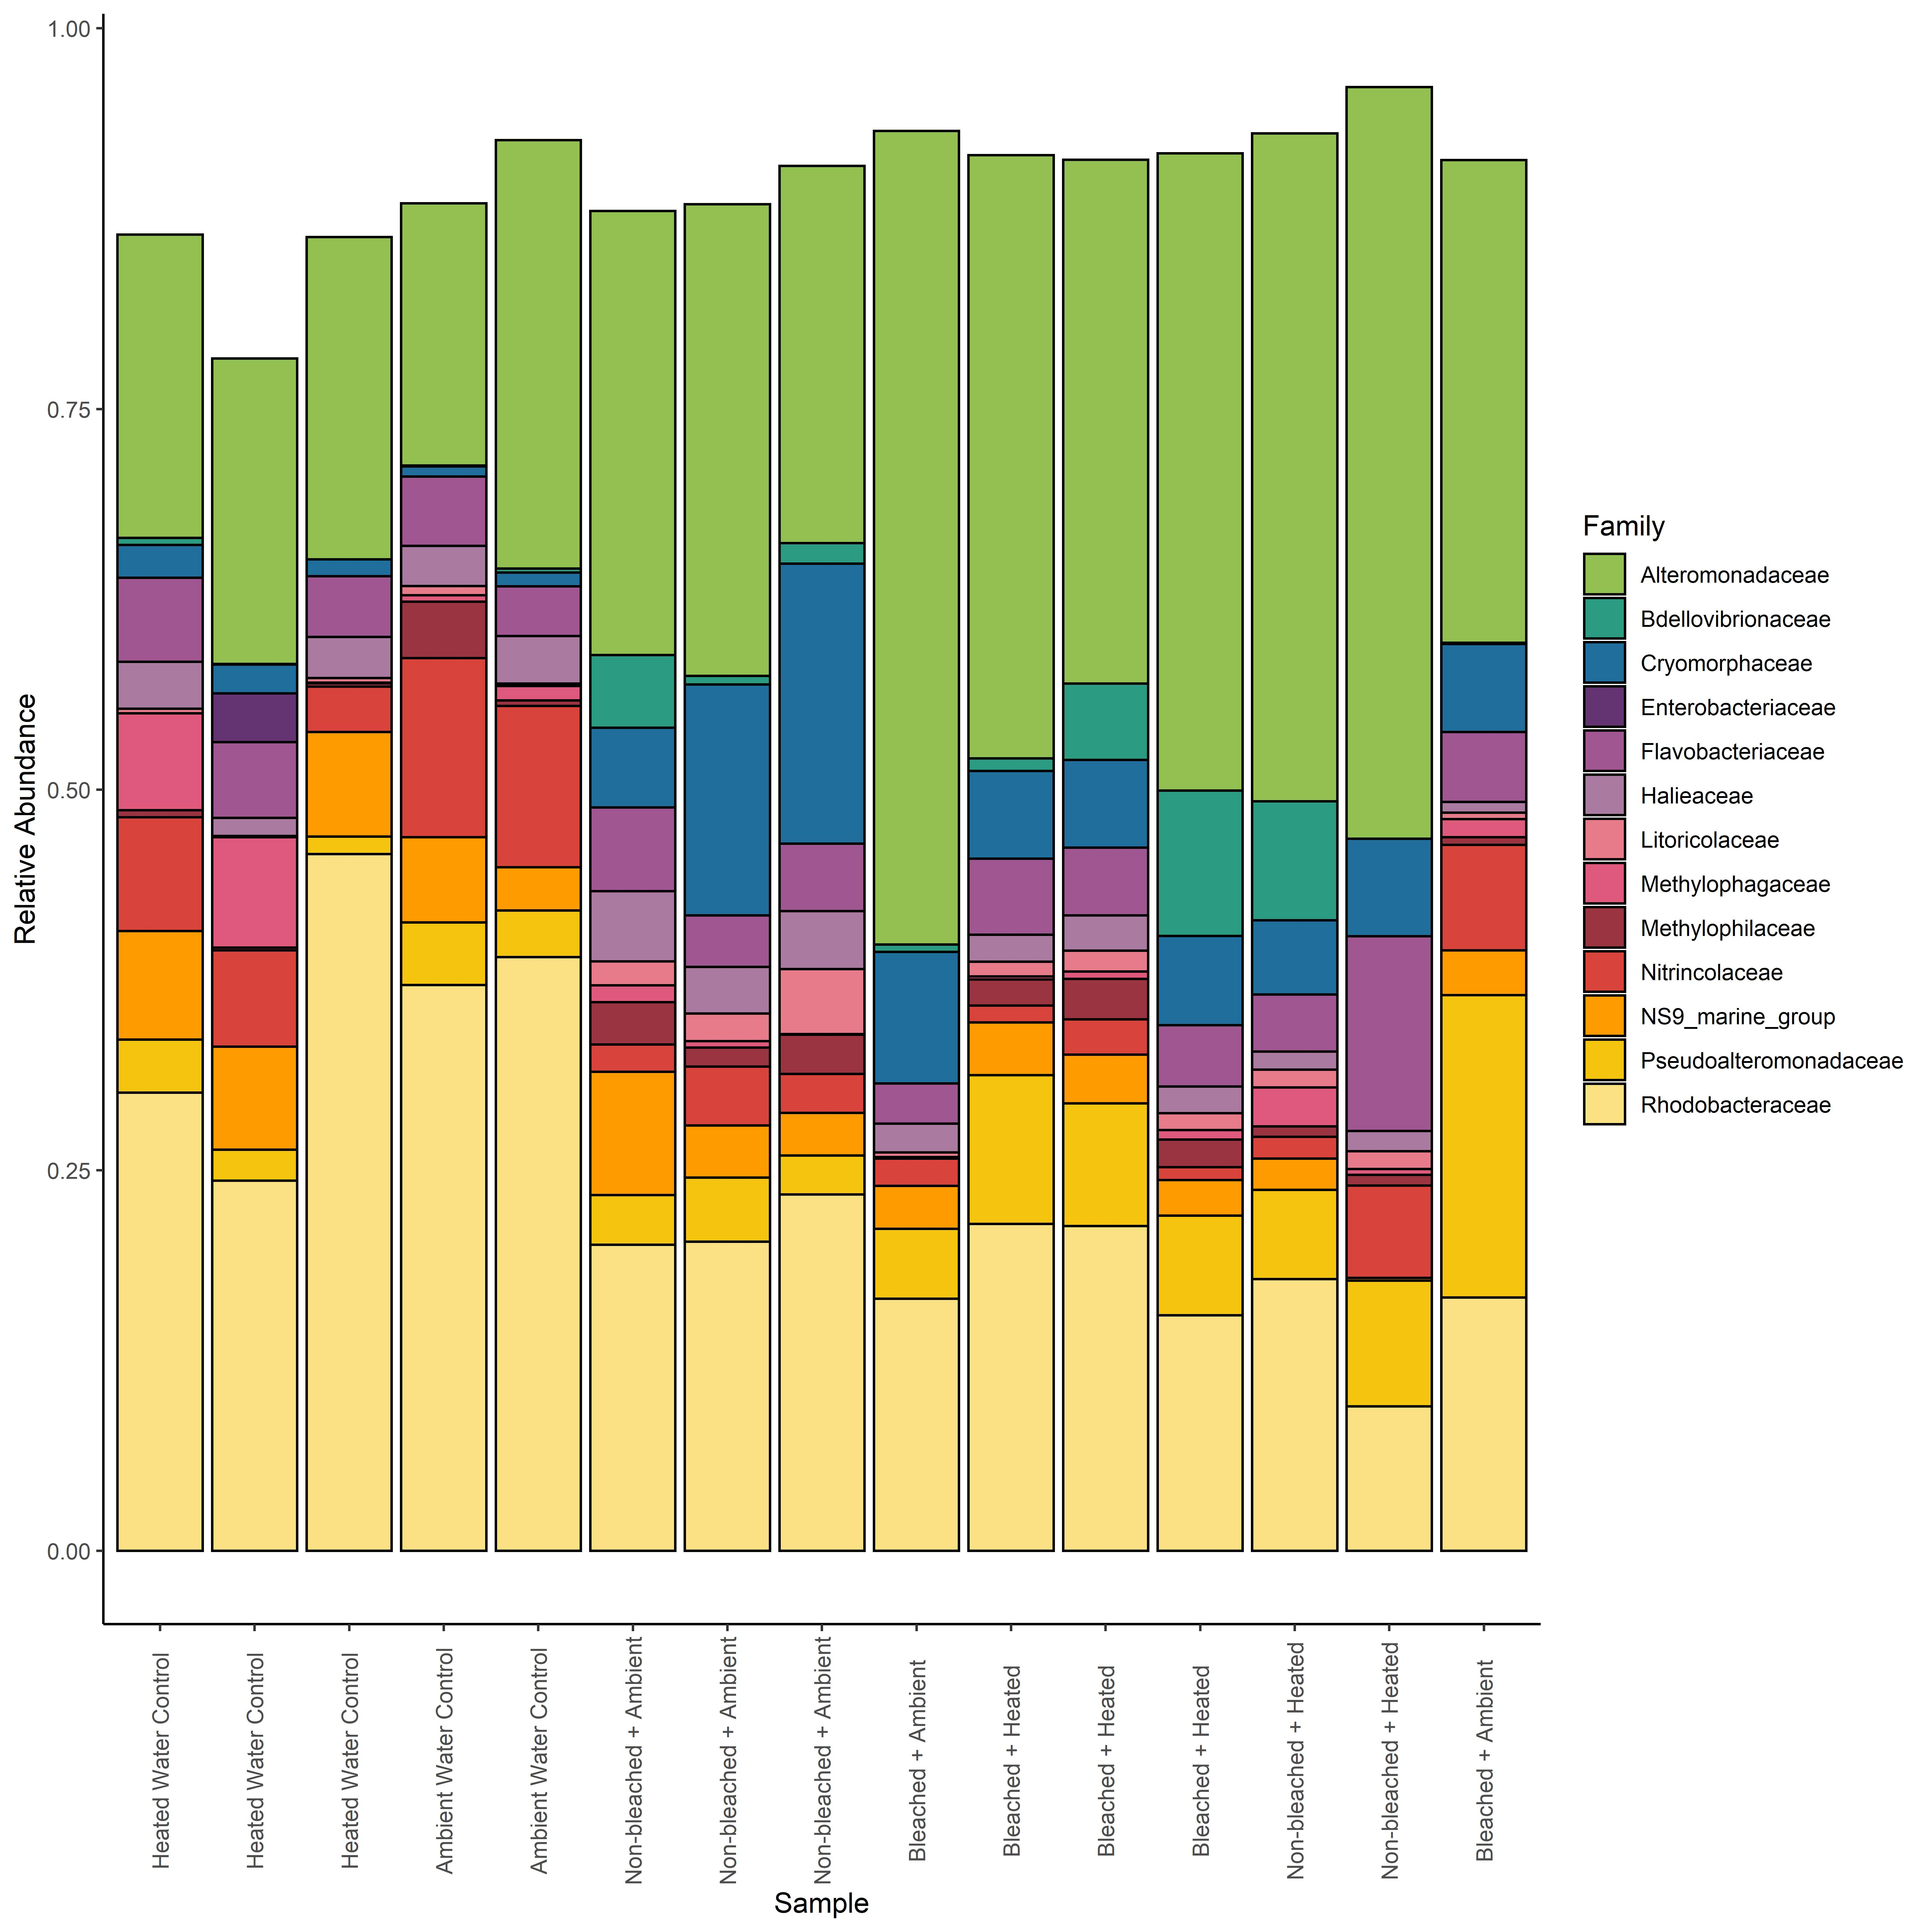 Relative Abundance
1.00
0.75
0.50
0.25
0.00
Heated Water Control
Heated Water Control
Heated Water Control
Ambient Water Control
Ambient Water Control
Non-bleached + Ambient
Non-bleached + Ambient
Non-bleached + Ambient
Bleached + Ambient
Bleached + Heated
Bleached + Heated
Bleached + Heated
Non-bleached + Heated
Non-bleached + Heated
Bleached + Ambient
Sample
Family
Alteromonadaceae
Bdellovibrionaceae
Cryomorphaceae
Enterobacteriaceae
Flavobacteriaceae
Halieaceae
Litoricolaceae
Methylophagaceae
Methylophilaceae
Nitrincolaceae
NS9_marine_group
Pseudoalteromonadaceae
Rhodobacteraceae